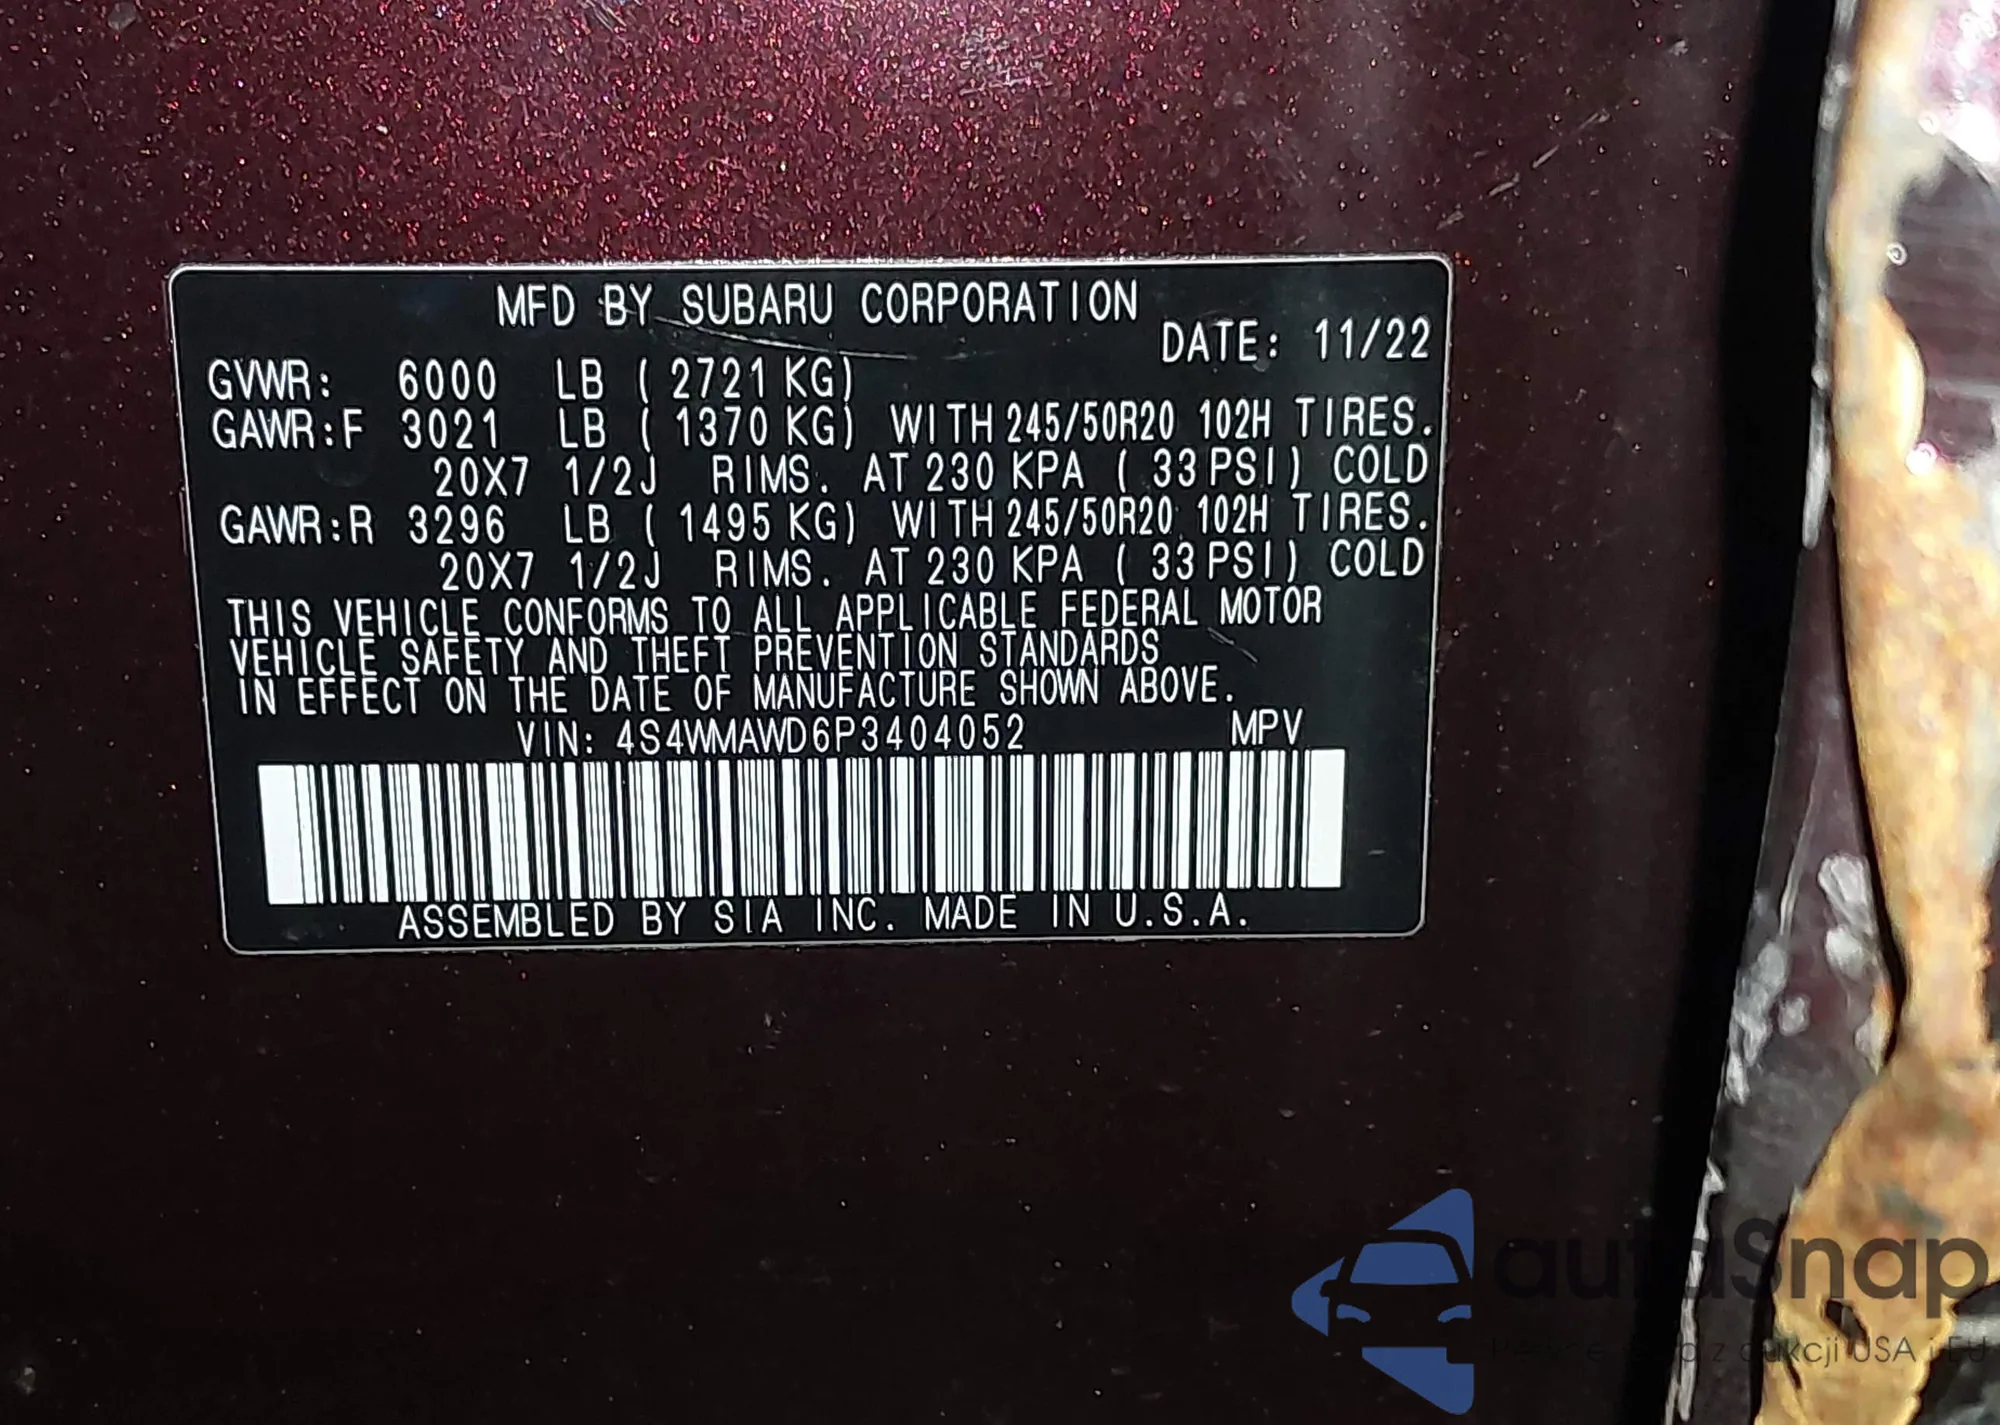 MFD BY SUBARU CORPORATION
DATE: 11/22
GVWR: 6000 LB ( 2721 KG)
GAWR:F 3021 LB ( 1370 KG) WITH 245/50R20 102H TIRES.
20X7 1/2J RIMS. AT 230 KPA ( 33 PSI) COLD
GAWR:R 3296 LB ( 1495 KG) WITH 245/50R20 102H TIRES.
20X7 1/2J RIMS. AT 230 KPA ( 33 PSI) COLD
THIS VEHICLE CONFORMS TO ALL APPLICABLE FEDERAL MOTOR
VEHICLE SAFETY AND THEFT PREVENTION STANDARDS
IN EFFECT ON THE DATE OF MANUFACTURE SHOWN ABOVE.
VIN: 4S4WMAWD6P3404052 MPV
ASSEMBLED BY SIA INC. MADE IN U.S.A.
autoSnap
z aukcji USA i EU